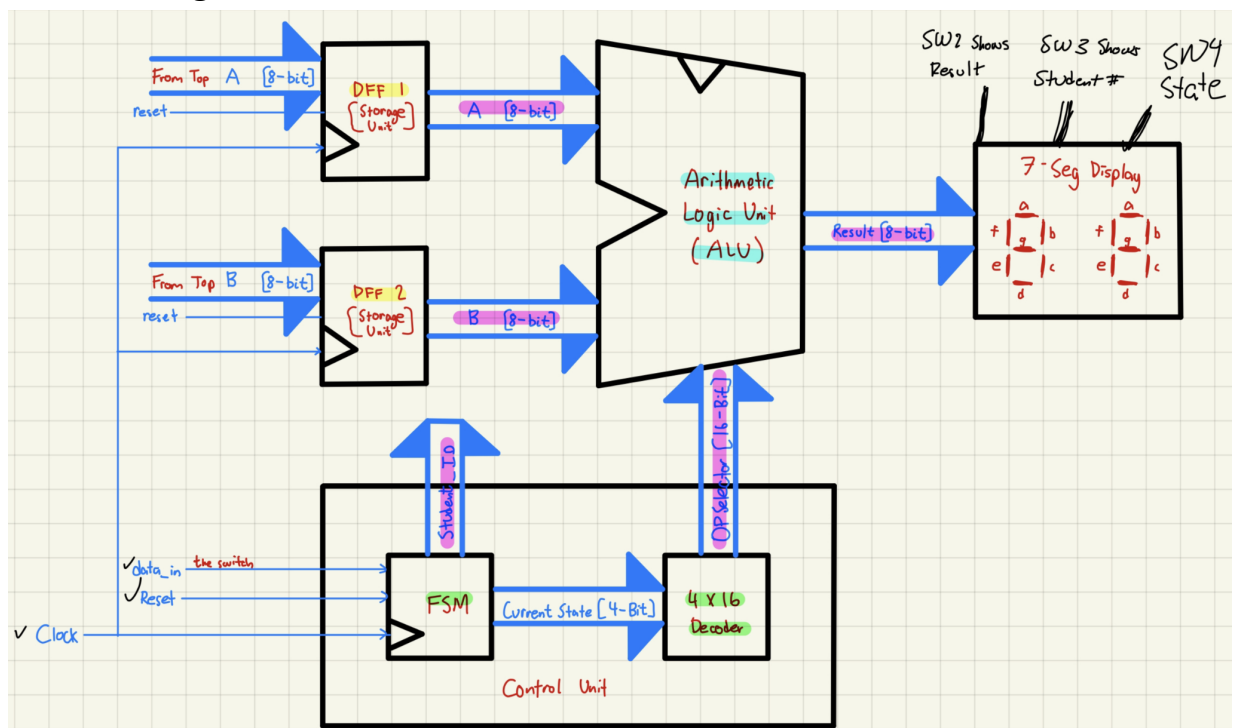 SW2 Shows
Result
SW3 Shows
Student #
SW4
State
From Top A [8-bit]
reset
DFF 1
[Storage
Unit]
A [8-bit]
Arithmetic
Logic Unit
(ALU)
7-Seg Display
a
f
b
g
e
c
d
a
f
b
g
e
c
d
Result [8-bit]
From Top B [8-bit]
reset
DFF 2
[Storage
Unit]
B [8-bit]
Student_ID
OPSelector [16-Bit]
data_in
the switch
Reset
Clock
FSM
Current State [4-Bit]
4 X 16
Decoder
Control Unit